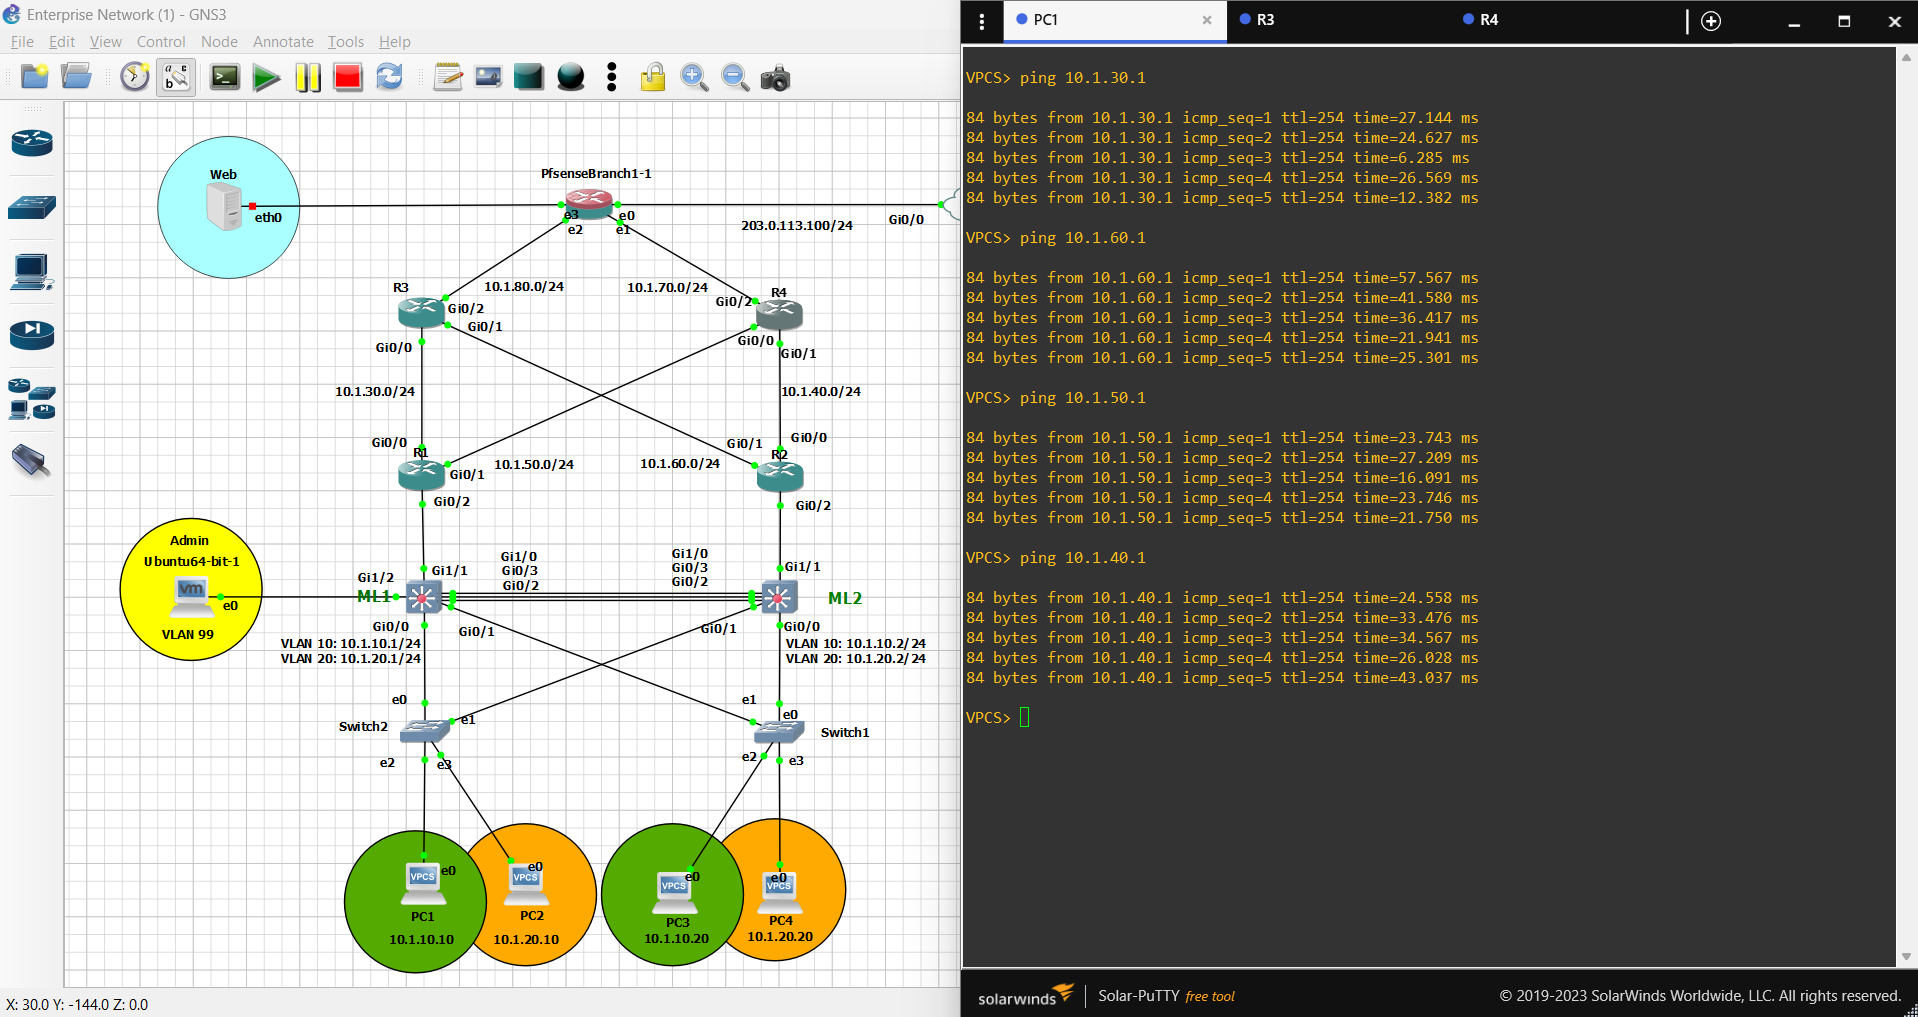 Enterprise Network (1) - GNS3
File Edit View Control Node Annotate Tools Help
Web
eth0
PfsenseBranch1-1
e3
e0
e2
e1
203.0.113.100/24
Gi0/0
R3
10.1.80.0/24
10.1.70.0/24
R4
Gi0/2
Gi0/2
Gi0/1
Gi0/0
Gi0/0
Gi0/1
10.1.30.0/24
10.1.40.0/24
Gi0/0
R1
Gi0/1
10.1.50.0/24
10.1.60.0/24
Gi0/1
Gi0/0
R2
Gi0/2
Gi0/2
Admin
Ubuntu64-bit-1
vm
e0
VLAN 99
Gi1/2
ML1
Gi1/1
Gi1/0
Gi0/3
Gi0/2
Gi1/0
Gi0/3
Gi0/2
Gi1/1
ML2
Gi0/0
Gi0/1
Gi0/1
Gi0/0
VLAN 10: 10.1.10.1/24
VLAN 20: 10.1.20.1/24
VLAN 10: 10.1.10.2/24
VLAN 20: 10.1.20.2/24
e0
Switch2
e1
e2
e3
e1
e0
Switch1
e2
e3
e0
VPCS
PC1
10.1.10.10
e0
VPCS
PC2
10.1.20.10
e0
VPCS
PC3
10.1.10.20
e0
VPCS
PC4
10.1.20.20
X: 30.0 Y: -144.0 Z: 0.0
PC1
R3
R4
VPCS> ping 10.1.30.1
84 bytes from 10.1.30.1 icmp_seq=1 ttl=254 time=27.144 ms
84 bytes from 10.1.30.1 icmp_seq=2 ttl=254 time=24.627 ms
84 bytes from 10.1.30.1 icmp_seq=3 ttl=254 time=6.285 ms
84 bytes from 10.1.30.1 icmp_seq=4 ttl=254 time=26.569 ms
84 bytes from 10.1.30.1 icmp_seq=5 ttl=254 time=12.382 ms
VPCS> ping 10.1.60.1
84 bytes from 10.1.60.1 icmp_seq=1 ttl=254 time=57.567 ms
84 bytes from 10.1.60.1 icmp_seq=2 ttl=254 time=41.580 ms
84 bytes from 10.1.60.1 icmp_seq=3 ttl=254 time=36.417 ms
84 bytes from 10.1.60.1 icmp_seq=4 ttl=254 time=21.941 ms
84 bytes from 10.1.60.1 icmp_seq=5 ttl=254 time=25.301 ms
VPCS> ping 10.1.50.1
84 bytes from 10.1.50.1 icmp_seq=1 ttl=254 time=23.743 ms
84 bytes from 10.1.50.1 icmp_seq=2 ttl=254 time=27.209 ms
84 bytes from 10.1.50.1 icmp_seq=3 ttl=254 time=16.091 ms
84 bytes from 10.1.50.1 icmp_seq=4 ttl=254 time=23.746 ms
84 bytes from 10.1.50.1 icmp_seq=5 ttl=254 time=21.750 ms
VPCS> ping 10.1.40.1
84 bytes from 10.1.40.1 icmp_seq=1 ttl=254 time=24.558 ms
84 bytes from 10.1.40.1 icmp_seq=2 ttl=254 time=33.476 ms
84 bytes from 10.1.40.1 icmp_seq=3 ttl=254 time=34.567 ms
84 bytes from 10.1.40.1 icmp_seq=4 ttl=254 time=26.028 ms
84 bytes from 10.1.40.1 icmp_seq=5 ttl=254 time=43.037 ms
VPCS>
solarwinds | Solar-PuTTY free tool
© 2019-2023 SolarWinds Worldwide, LLC. All rights reserved.